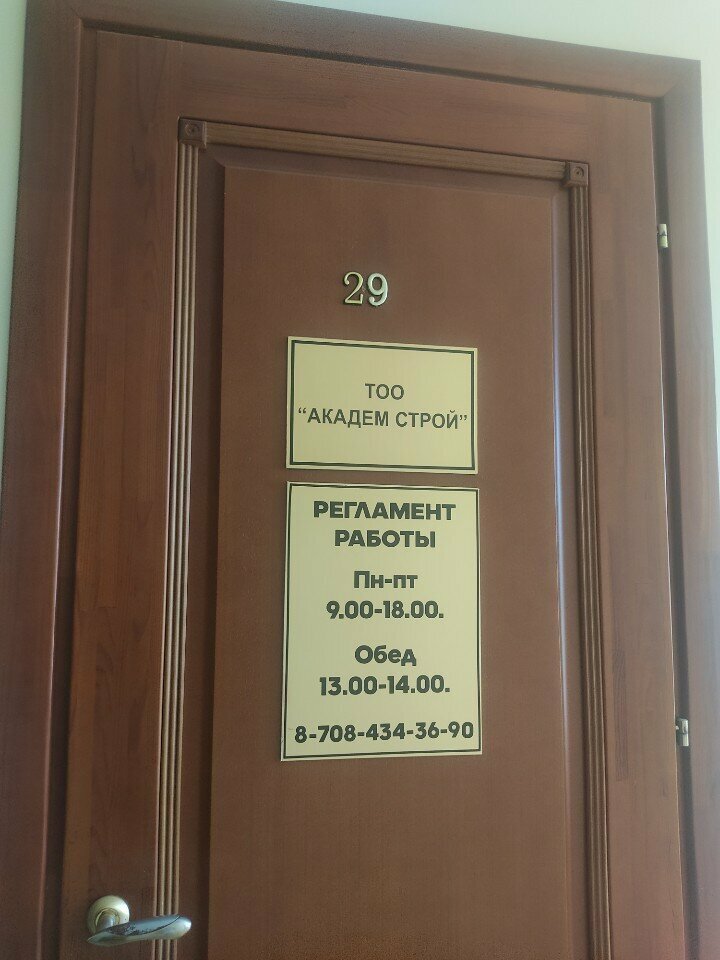 29
ТОО
“АКАДЕМ СТРОЙ”
РЕГЛАМЕНТ
РАБОТЫ
Пн-пт
9.00-18.00.
Обед
13.00-14.00.
8-708-434-36-90